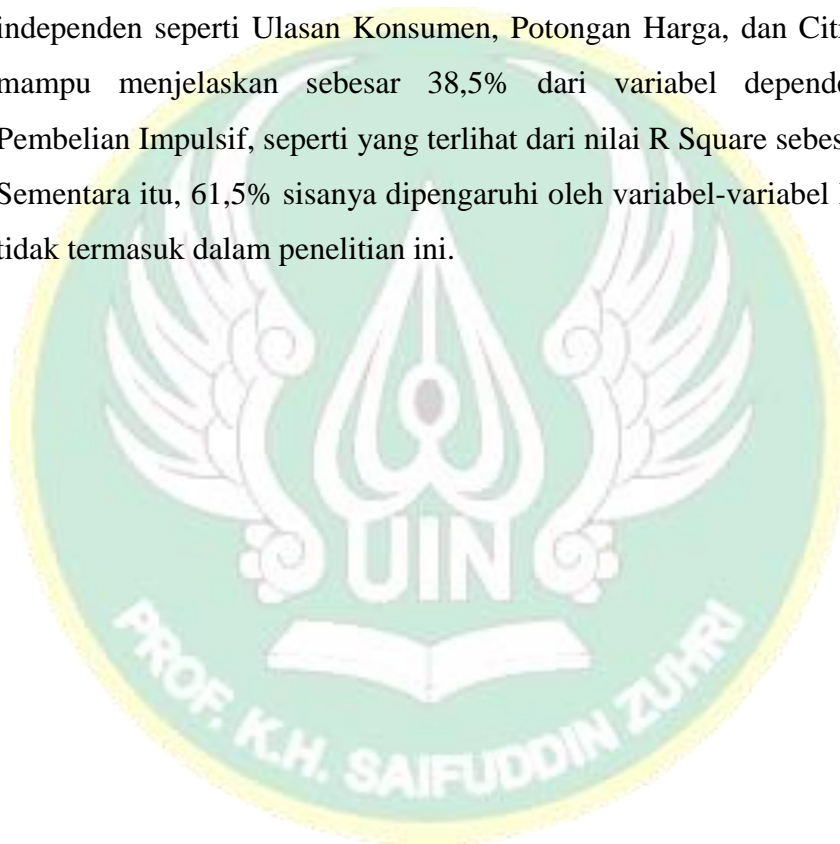 independen seperti Ulasan Konsumen, Potongan Harga, dan
mampu menjelaskan sebesar 38,5% dari variabel
Pembelian Impulsif, seperti yang terlihat dari nilai R Square
Sementara itu, 61,5% sisanya dipengaruhi oleh variabel-variabel
tidak termasuk dalam penelitian ini.
UIN
PROF. K.H. SAIFUDDIN ZUHRI